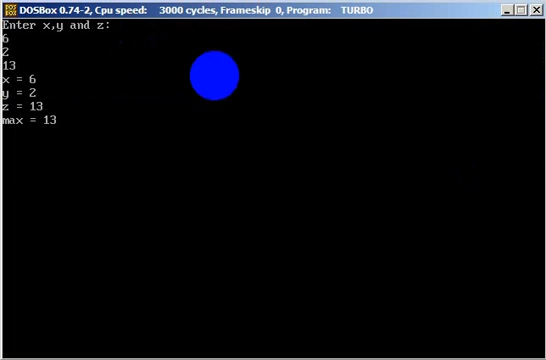 DOSBox 0.74-2, Cpu speed: 3000 cycles, Frameskip 0, Program: TURBO
Enter x,y and z:
6
2
13
x = 6
y = 2
z = 13
max = 13